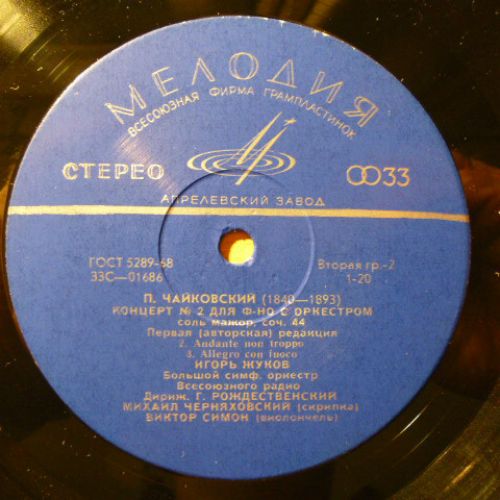 МЕЛОДИЯ
ВСЕСОЮЗНАЯ ФИРМА ГРАМПЛАСТИНОК
СТЕРЕО 33
АПРЕЛЕВСКИЙ ЗАВОД
ГОСТ 5289-68 Вторая гр.-2
33С—01686 1-20
П. ЧАЙКОВСКИЙ (1840—1893)
КОНЦЕРТ № 2 ДЛЯ Ф-НО С ОРКЕСТРОМ
соль мажор, соч. 44
Первая (авторская) редакция
2. Andante non troppo
3. Allegro con fuoco
ИГОРЬ ЖУКОВ
Большой симф. оркестр
Всесоюзного радио
Дириж. Г. РОЖДЕСТВЕНСКИЙ
МИХАИЛ ЧЕРНЯХОВСКИЙ (скрипка)
ВИКТОР СИМОН (виолончель)